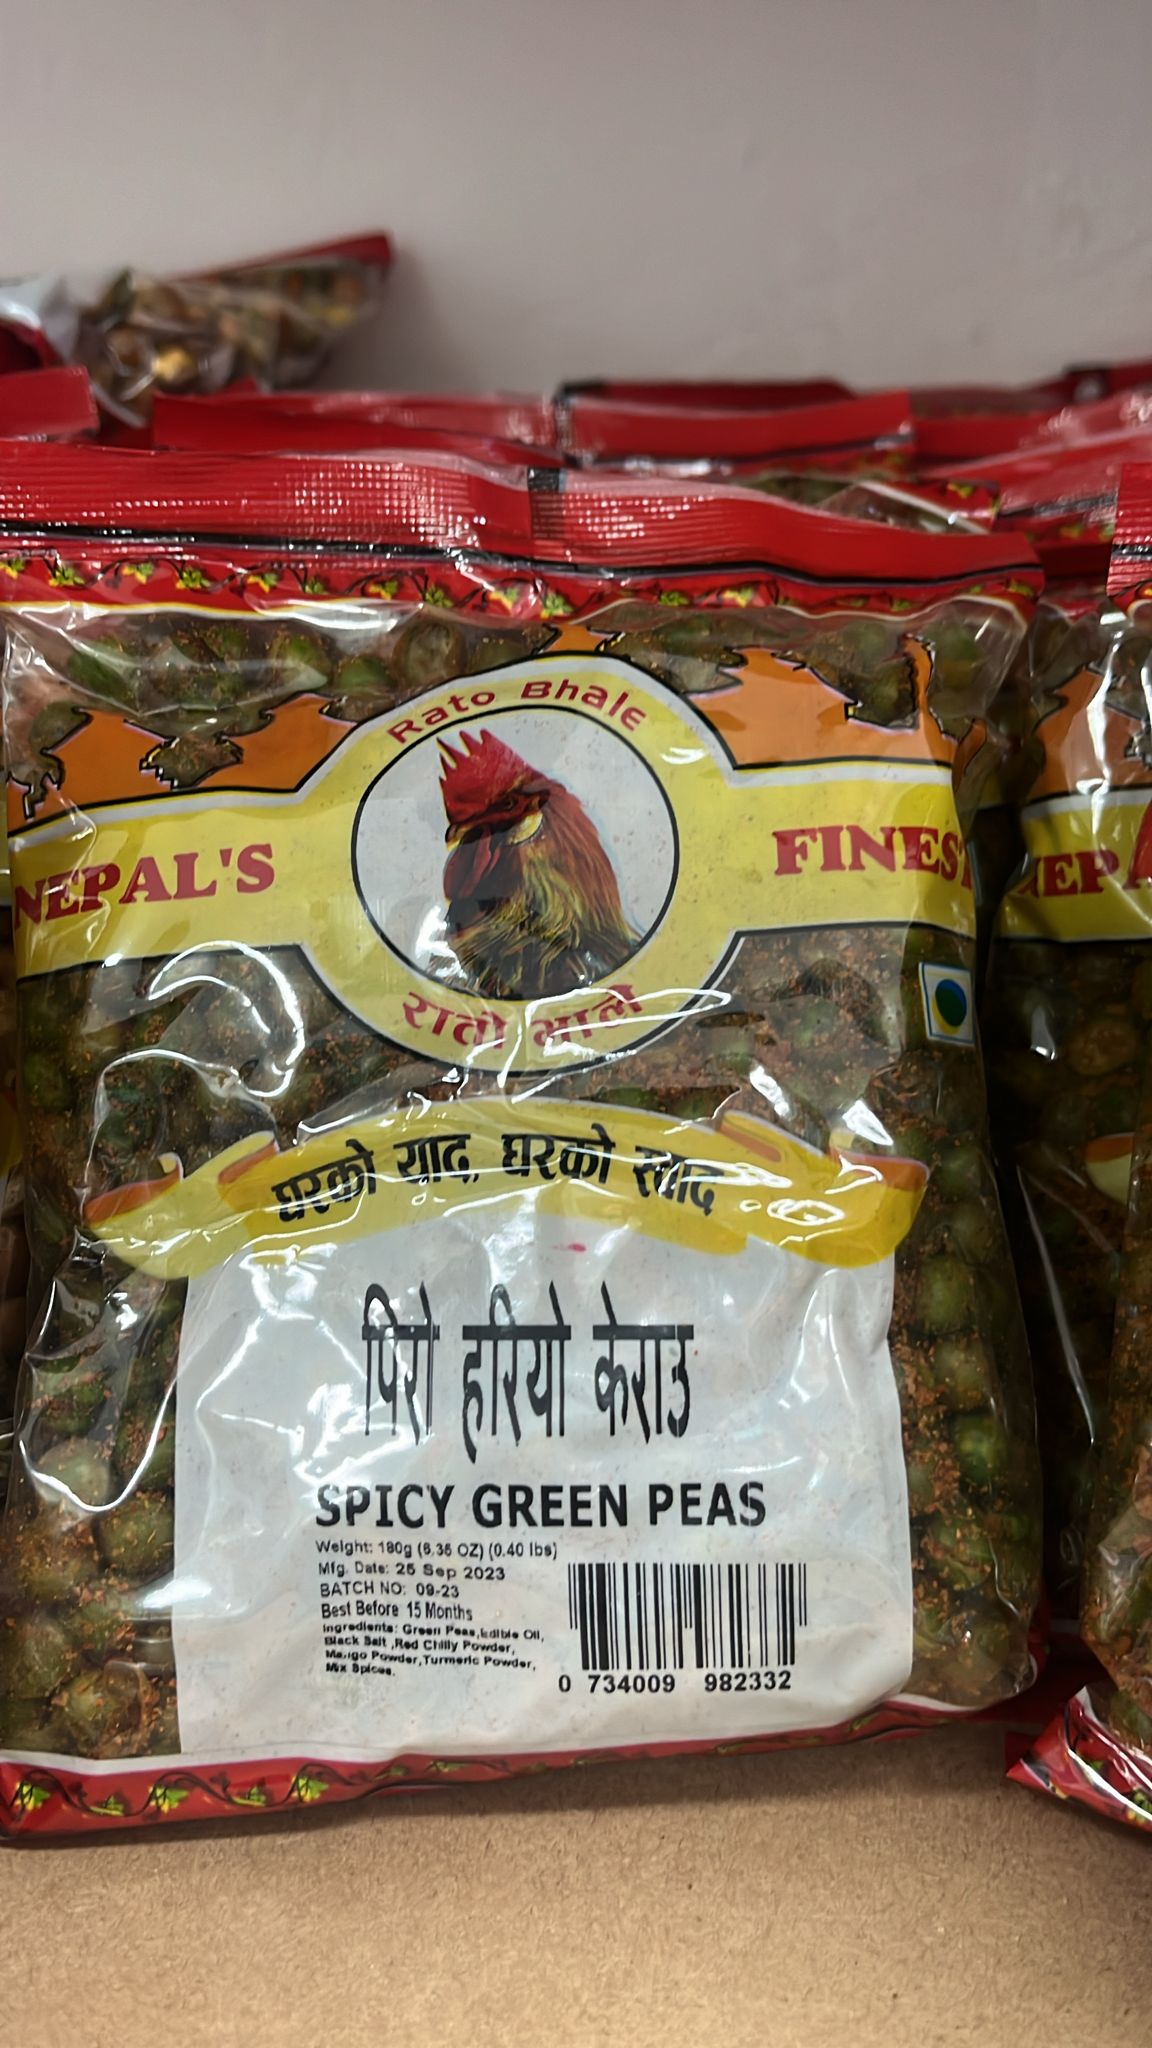 Rato Bhale
NEPAL'S FINEST
रातो भाले
घरको याद, घरको स्वाद
पिरो हरियो केराउ
SPICY GREEN PEAS
Weight: 180g (6.35 OZ) (0.40 lbs)
Mfg. Date: 25 Sep 2023
BATCH NO: 09-23
Best Before 15 Months
Ingredients: Green Peas,Edible Oil,
Black Salt ,Red Chilly Powder,
Mango Powder,Turmeric Powder,
Mix Spices.
0 734009 982332
NEPA